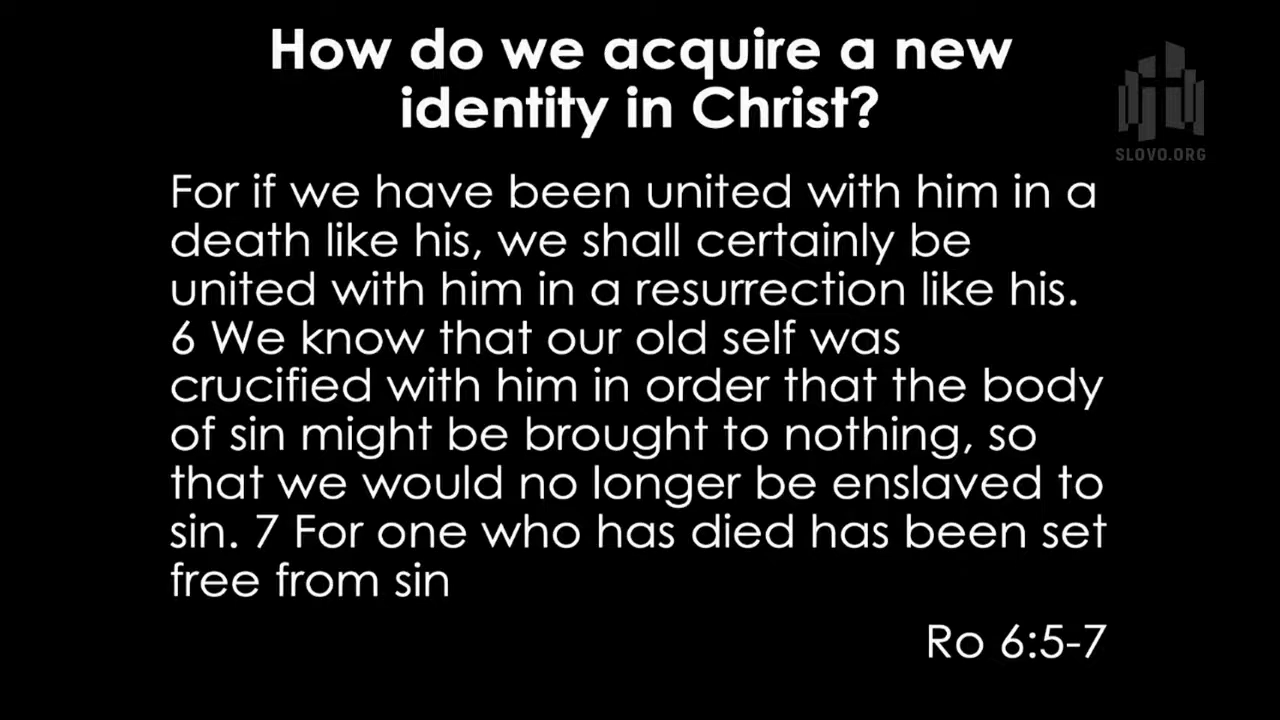 How do we acquire a new
identity in Christ?
SLOVO.ORG
For if we have been united with him in a
death like his, we shall certainly be
united with him in a resurrection like his.
6 We know that our old self was
crucified with him in order that the body
of sin might be brought to nothing, so
that we would no longer be enslaved to
sin. 7 For one who has died has been set
free from sin
Ro 6:5-7